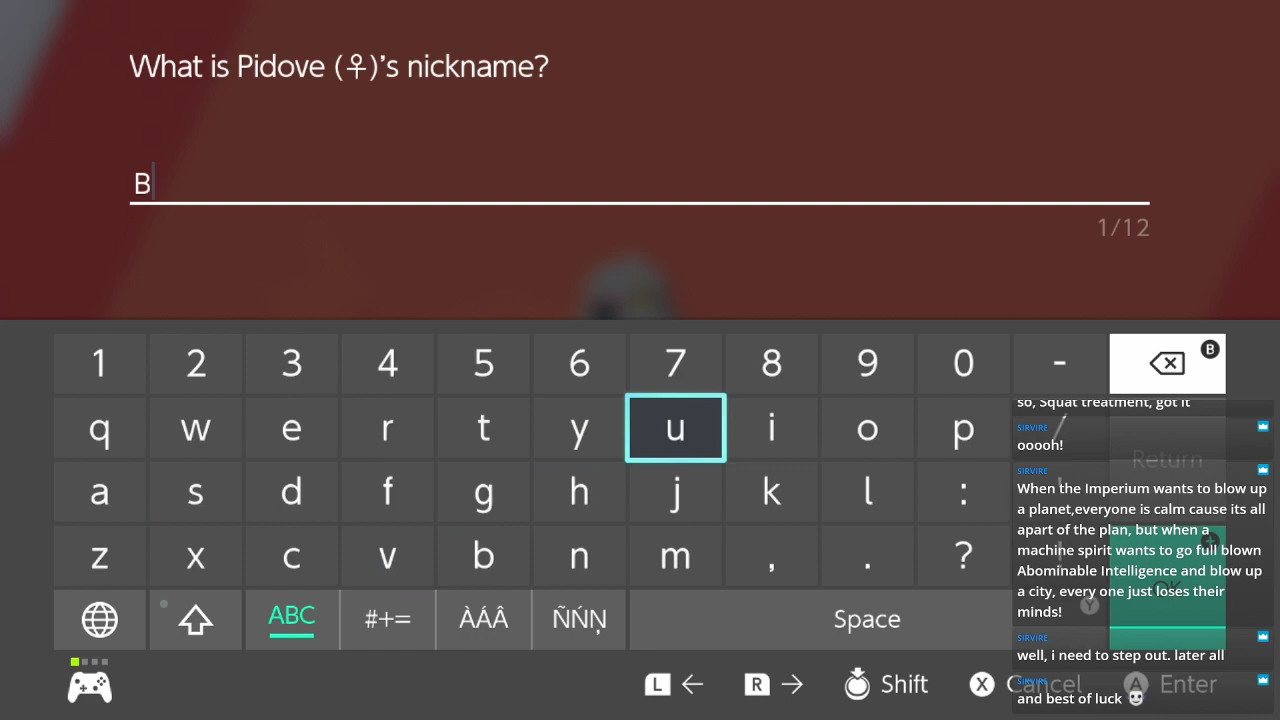 What is Pidove (♀)'s nickname?
B
1/12
1 2 3 4 5 6 7 8 9 0 -
B
q w e r t y u i o p /
a s d f g h j k l :
z x c v b n m , . ? !
ABC #+= ÀÁÂ ÑŃŅ Space
Return
OK
so, Squat treatment, got it
SIRVIRE
ooooh!
SIRVIRE
When the Imperium wants to blow up
a planet,everyone is calm cause its all
apart of the plan, but when a
machine spirit wants to go full blown
Abominable Intelligence and blow up
a city, every one just loses their
minds!
SIRVIRE
well, i need to step out. later all
SIRVIRE
and best of luck
L ← R → Shift X Cancel A Enter
Y